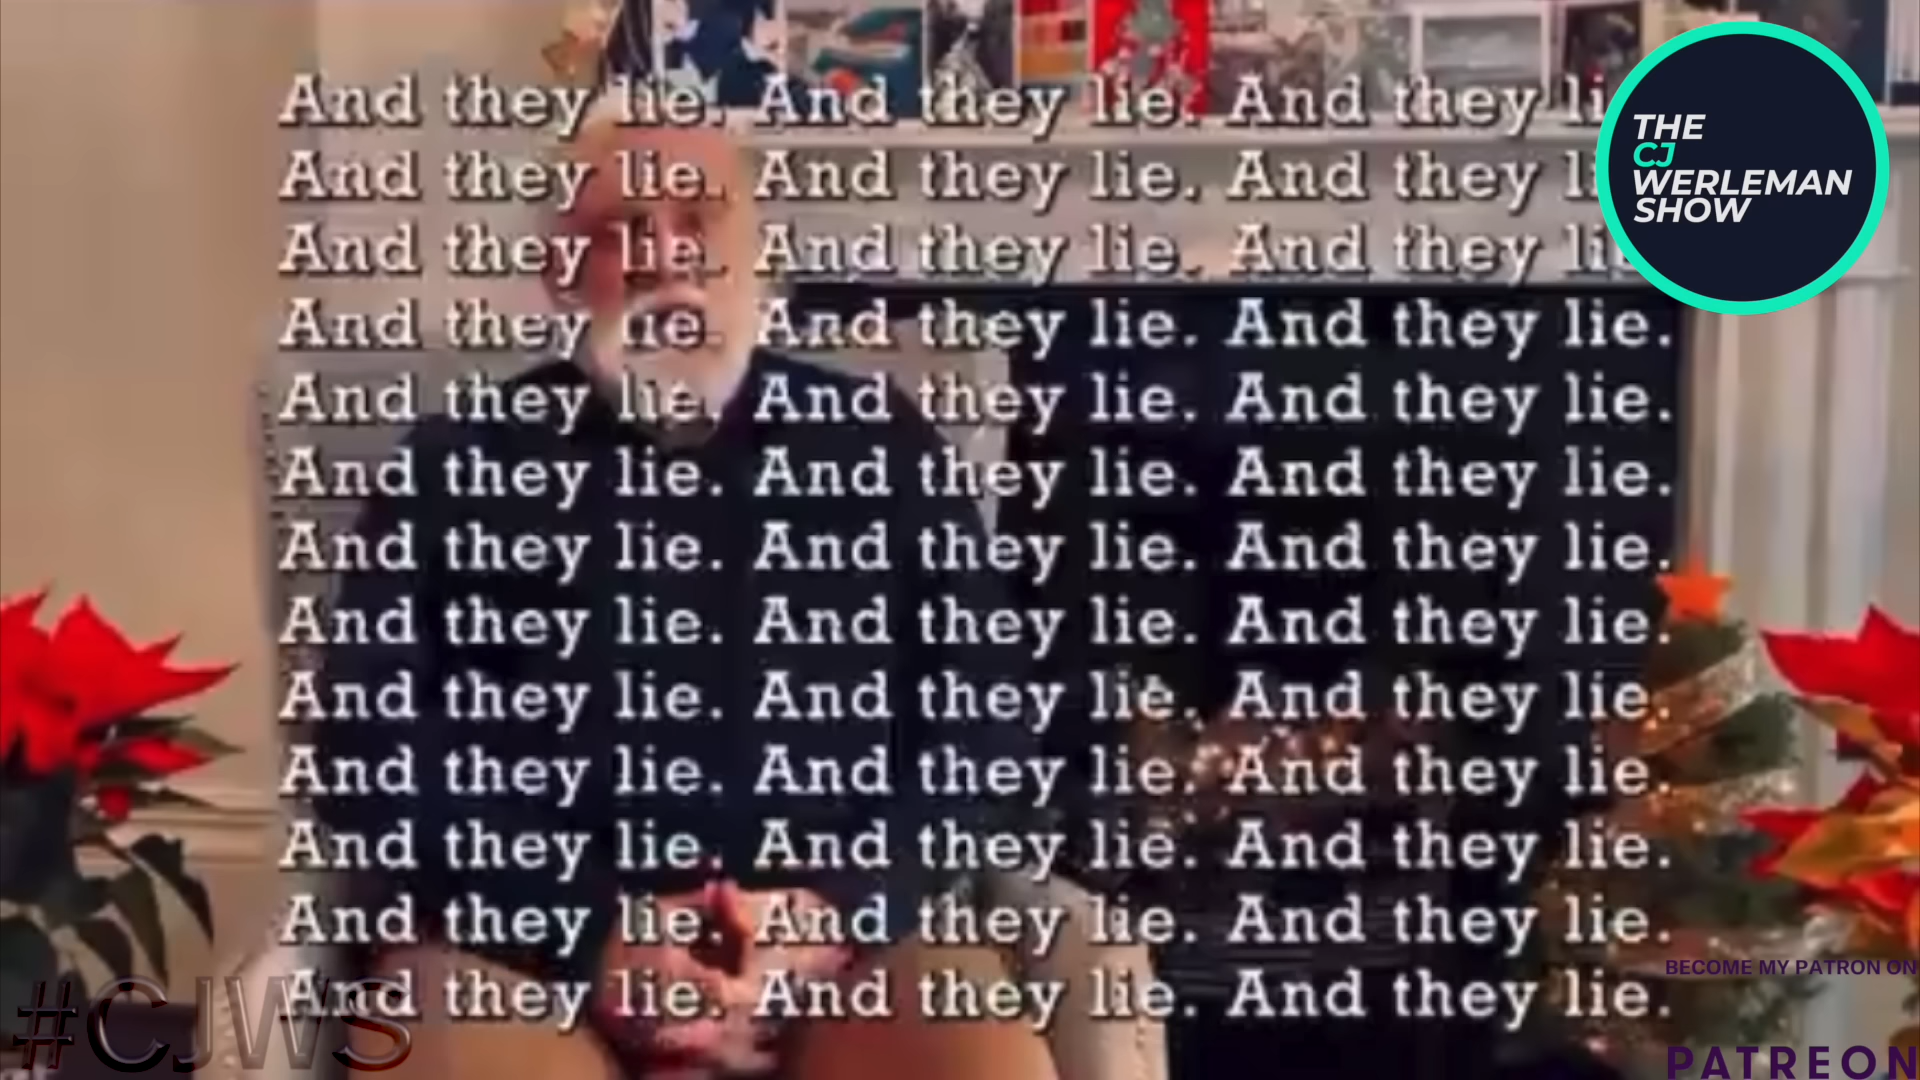 And they lie. And they lie. And they li
And they lie. And they lie. And they li
And they lie. And they lie. And they li
And they lie. And they lie. And they lie.
And they lie. And they lie. And they lie.
And they lie. And they lie. And they lie.
And they lie. And they lie. And they lie.
And they lie. And they lie. And they lie.
And they lie. And they lie. And they lie.
And they lie. And they lie. And they lie.
And they lie. And they lie. And they lie.
And they lie. And they lie. And they lie.
And they lie. And they lie. And they lie.
THE
CJ
WERLEMAN
SHOW
#CJWS
BECOME MY PATRON ON
PATREON